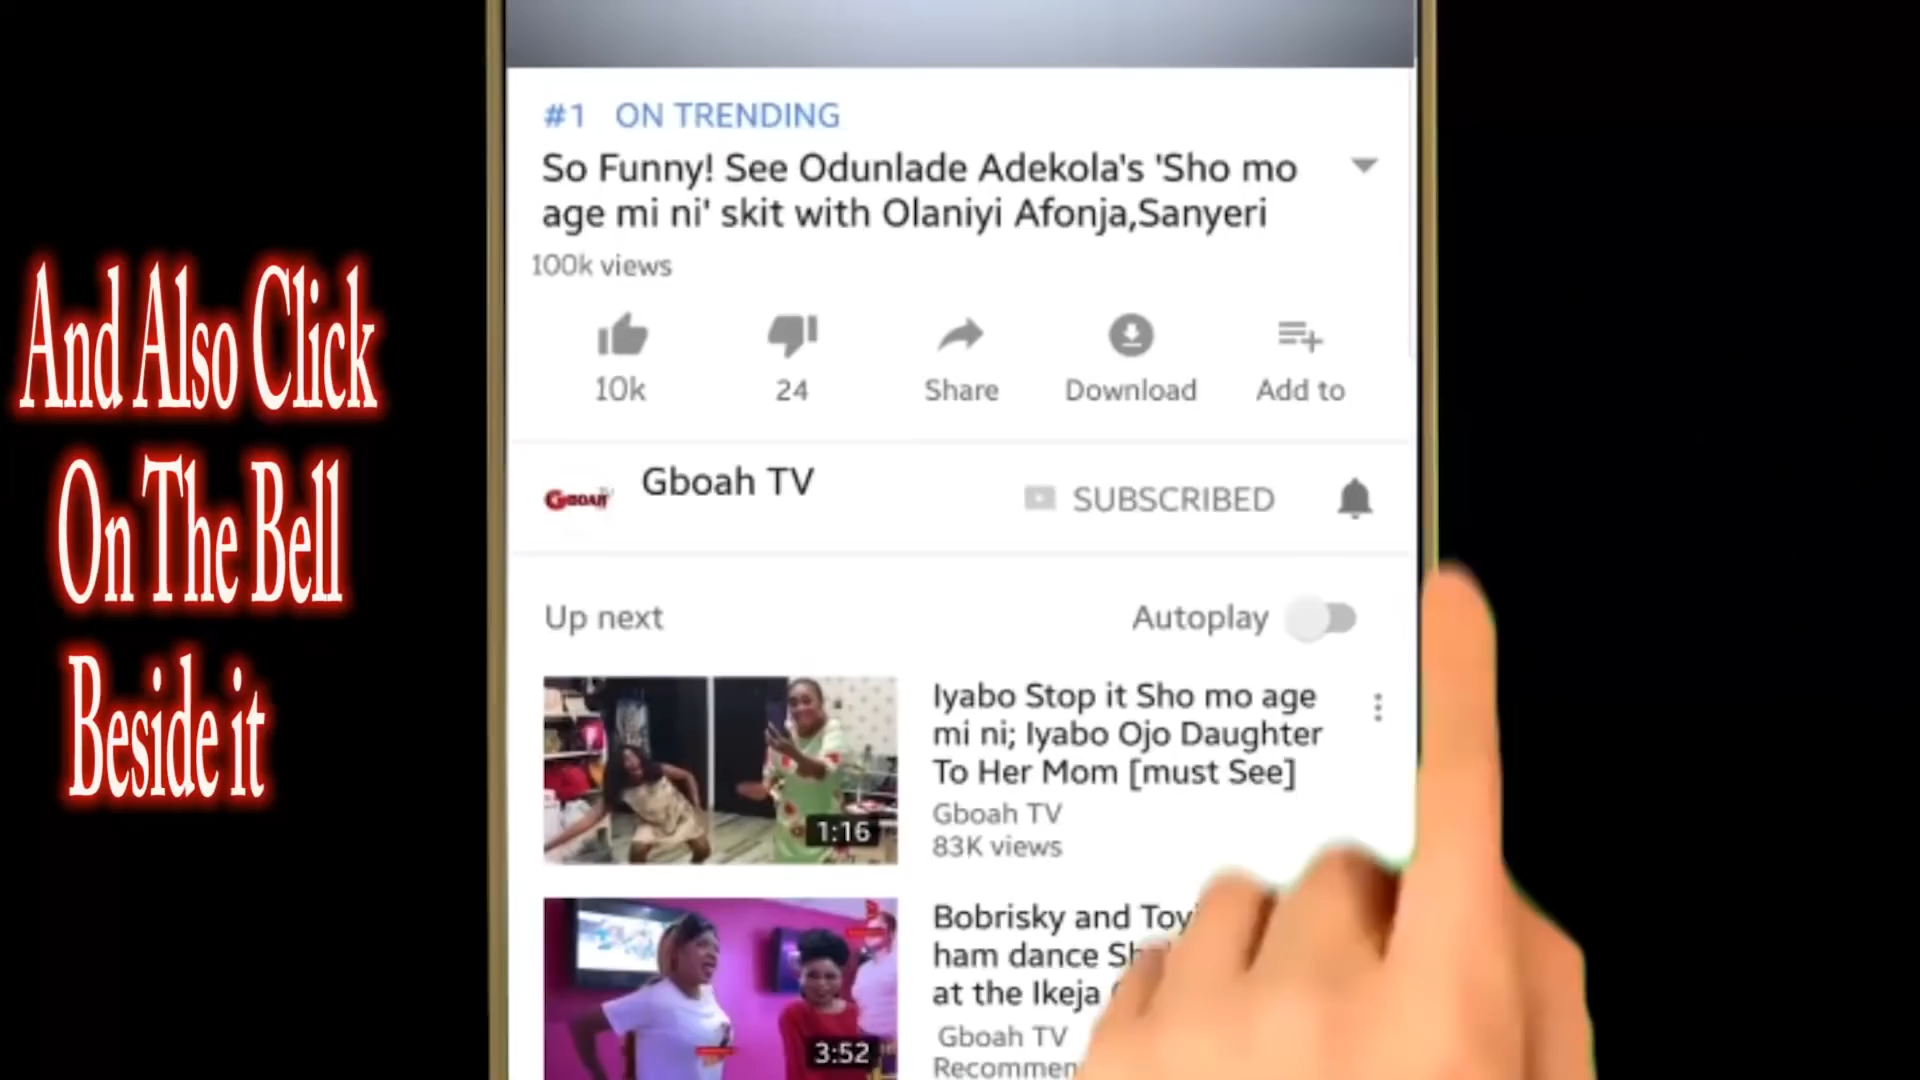 And Also Click
On The Bell
Beside it
#1 ON TRENDING
So Funny! See Odunlade Adekola's 'Sho mo
age mi ni' skit with Olaniyi Afonja,Sanyeri
100k views
10k
24
Share
Download
Add to
GBOAH TV
Gboah TV
SUBSCRIBED
Up next
Autoplay
1:16
Iyabo Stop it Sho mo age
mi ni; Iyabo Ojo Daughter
To Her Mom [must See]
Gboah TV
83K views
3:52
Bobrisky and
ham dance
at the Ikeja
Gboah TV